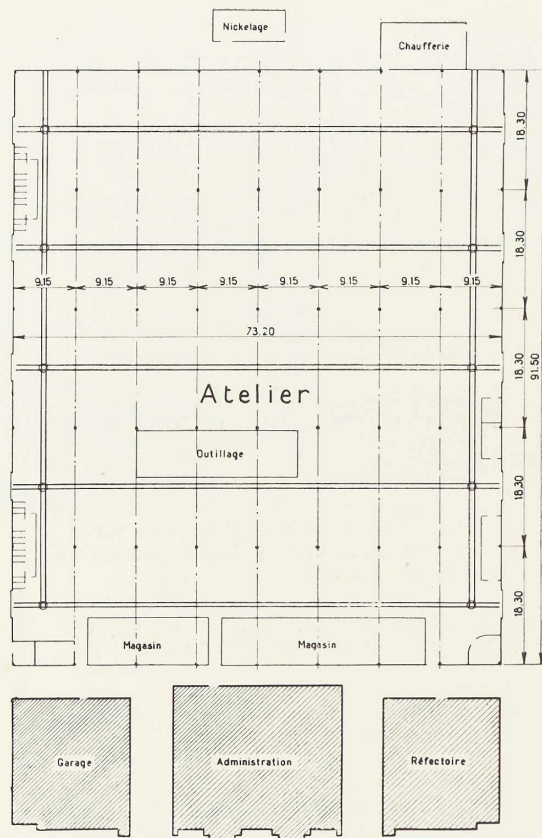 Nickelage
Chaufferie
18.30
18.30
9.15 9.15 9.15 9.15 9.15 9.15 9.15 9.15
73.20
18.30
91.50
Atelier
Outillage
18.30
18.30
Magasin Magasin
Garage Administration Réfectoire